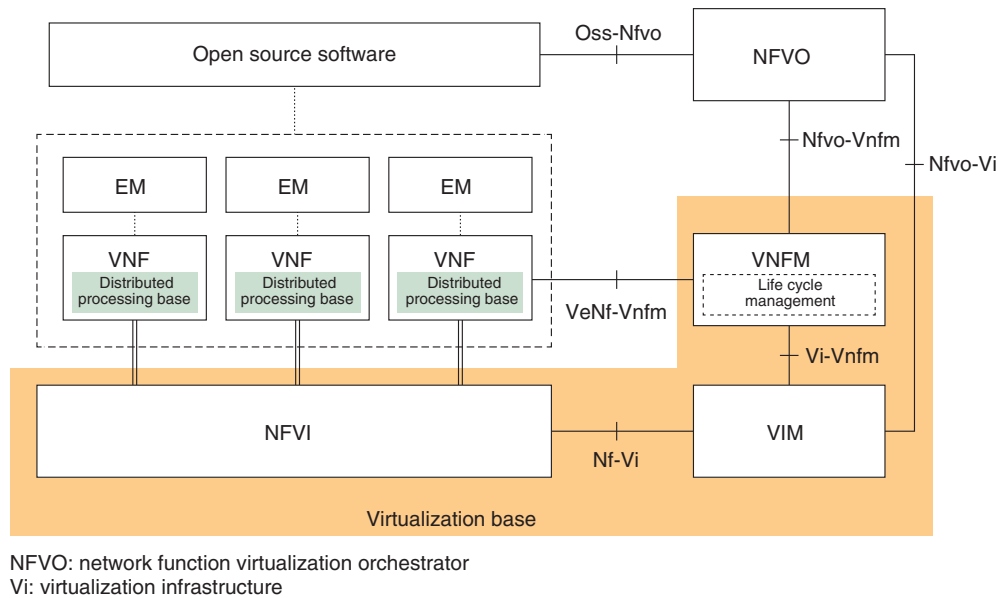 Open source software
Oss-Nfvo
NFVO
Nfvo-Vnfm
Nfvo-Vi
EM
EM
EM
VNF
Distributed
processing base
VNF
Distributed
processing base
VNF
Distributed
processing base
VeNf-Vnfm
VNFM
Life cycle
management
Vi-Vnfm
NFVI
Nf-Vi
VIM
Virtualization base
NFVO: network function virtualization orchestrator
Vi: virtualization infrastructure